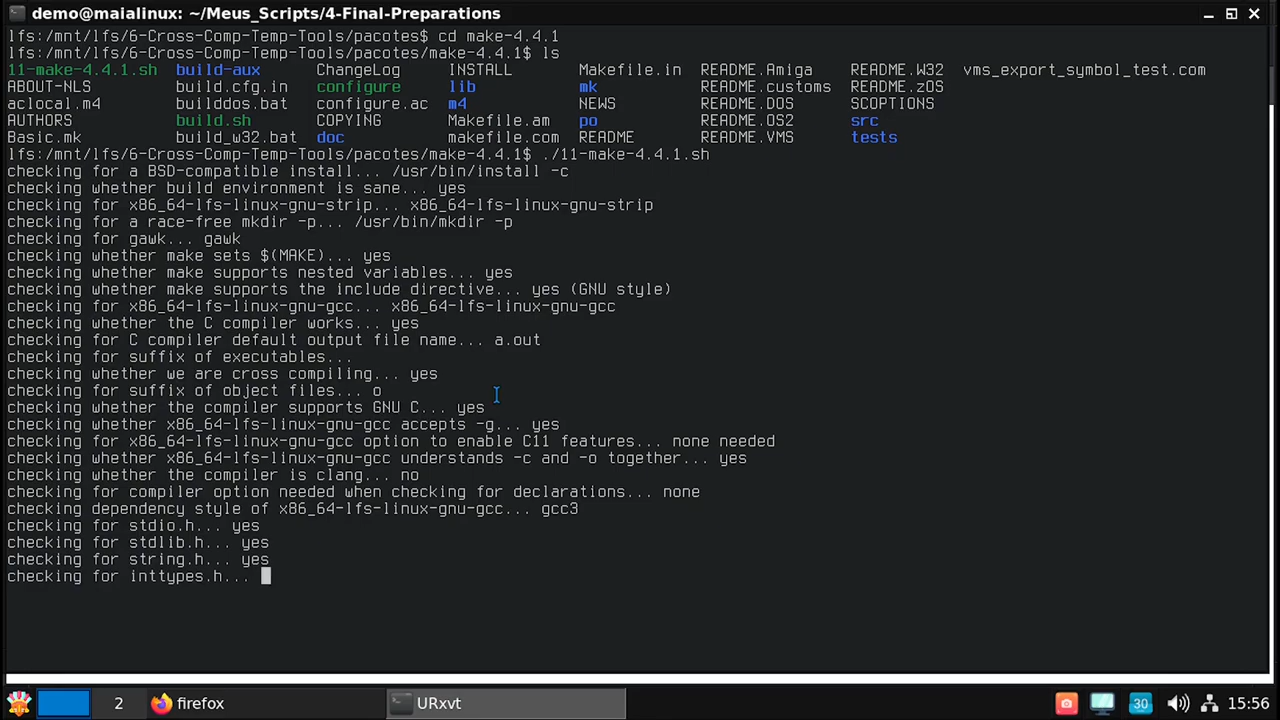 demo@maialinux: ~/Meus_Scripts/4-Final-Preparations
lfs:/mnt/lfs/6-Cross-Comp-Temp-Tools/pacotes$ cd make-4.4.1
lfs:/mnt/lfs/6-Cross-Comp-Temp-Tools/pacotes/make-4.4.1$ ls
11-make-4.4.1.sh build-aux ChangeLog INSTALL Makefile.in README.Amiga README.W32 vms_export_symbol_test.com
ABOUT-NLS build.cfg.in configure lib mk README.customs README.zOS
aclocal.m4 builddos.bat configure.ac m4 NEWS README.DOS SCOPTIONS
AUTHORS build.sh COPYING Makefile.am po README.OS2 src
Basic.mk build_w32.bat doc makefile.com README README.VMS tests
lfs:/mnt/lfs/6-Cross-Comp-Temp-Tools/pacotes/make-4.4.1$ ./11-make-4.4.1.sh
checking for a BSD-compatible install... /usr/bin/install -c
checking whether build environment is sane... yes
checking for x86_64-lfs-linux-gnu-strip... x86_64-lfs-linux-gnu-strip
checking for a race-free mkdir -p... /usr/bin/mkdir -p
checking for gawk... gawk
checking whether make sets $(MAKE)... yes
checking whether make supports nested variables... yes
checking whether make supports the include directive... yes (GNU style)
checking for x86_64-lfs-linux-gnu-gcc... x86_64-lfs-linux-gnu-gcc
checking whether the C compiler works... yes
checking for C compiler default output file name... a.out
checking for suffix of executables...
checking whether we are cross compiling... yes
checking for suffix of object files... o
checking whether the compiler supports GNU C... yes
checking whether x86_64-lfs-linux-gnu-gcc accepts -g... yes
checking for x86_64-lfs-linux-gnu-gcc option to enable C11 features... none needed
checking whether x86_64-lfs-linux-gnu-gcc understands -c and -o together... yes
checking whether the compiler is clang... no
checking for compiler option needed when checking for declarations... none
checking dependency style of x86_64-lfs-linux-gnu-gcc... gcc3
checking for stdio.h... yes
checking for stdlib.h... yes
checking for string.h... yes
checking for inttypes.h...
2 firefox URxvt 30 15:56